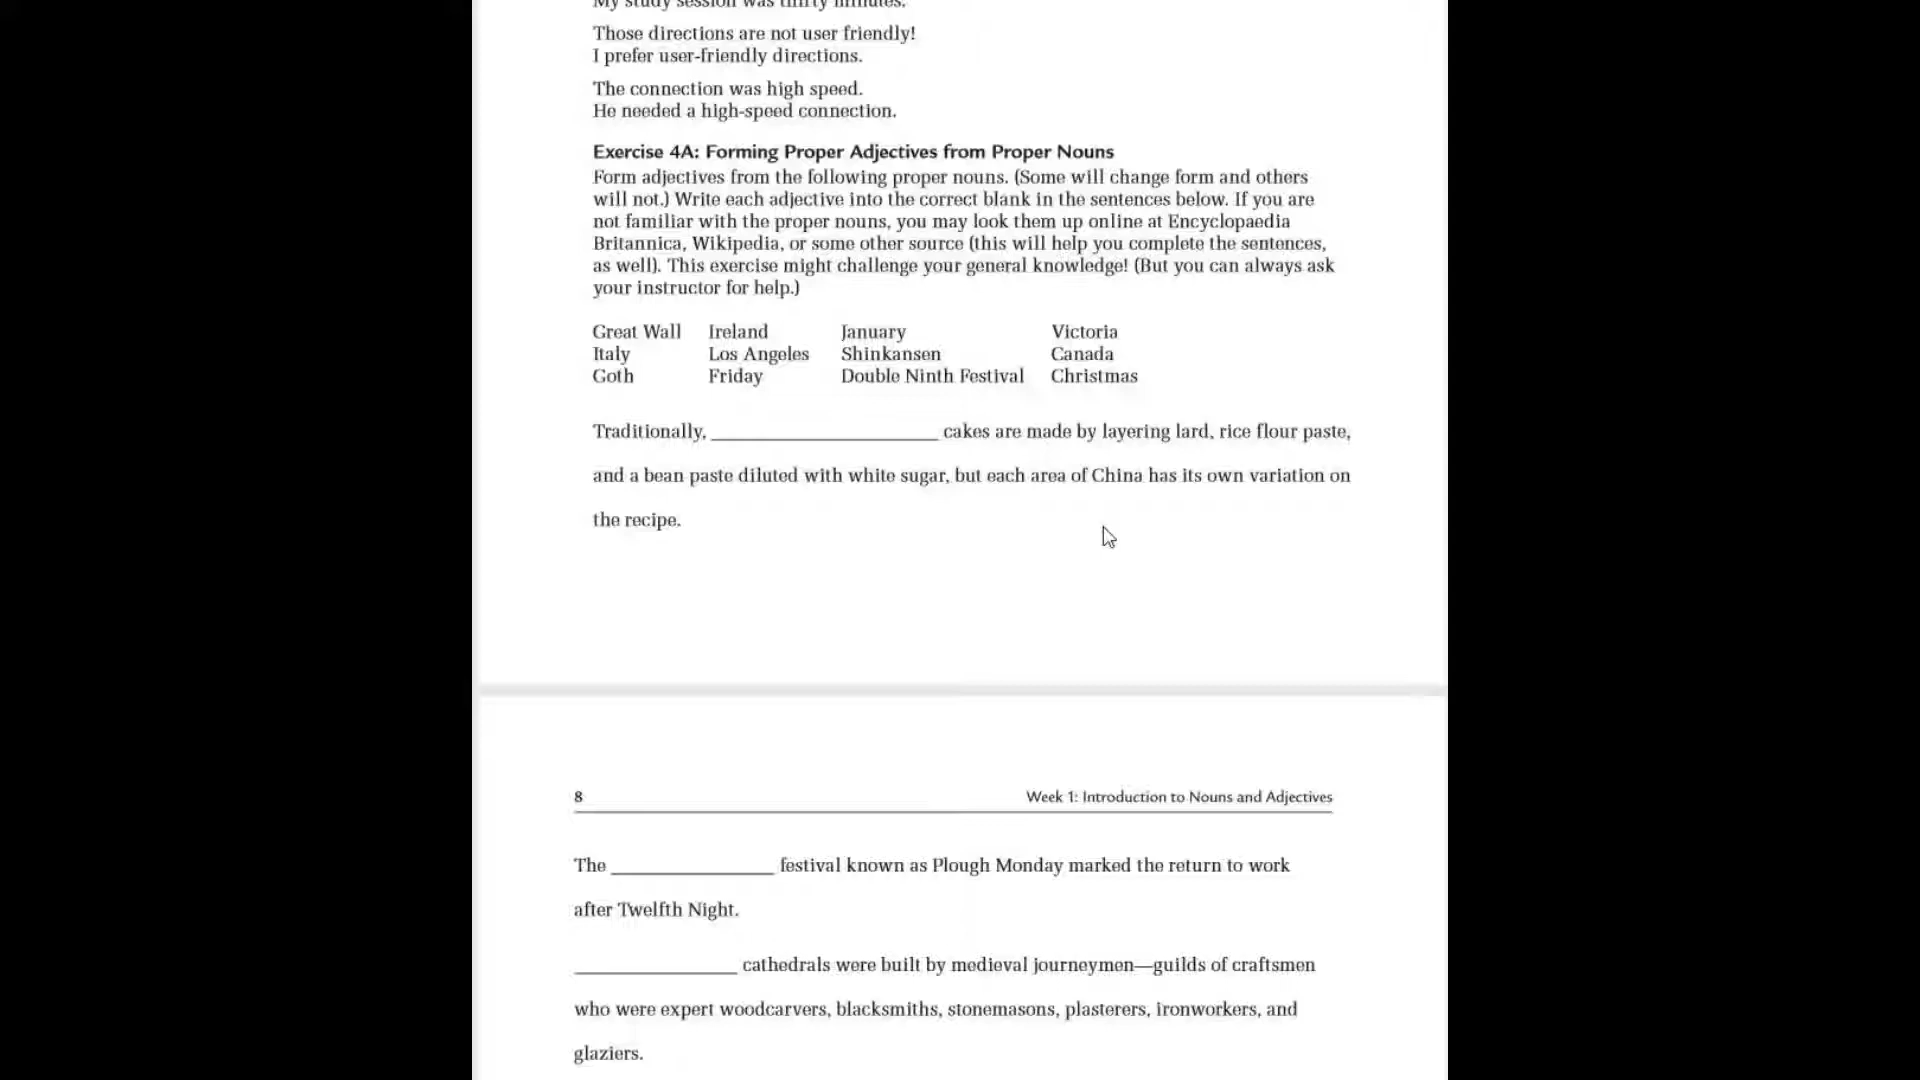 My study session was thirty minutes.
Those directions are not user friendly!
I prefer user-friendly directions.
The connection was high speed.
He needed a high-speed connection.
Exercise 4A: Forming Proper Adjectives from Proper Nouns
Form adjectives from the following proper nouns. (Some will change form and others
will not.) Write each adjective into the correct blank in the sentences below. If you are
not familiar with the proper nouns, you may look them up online at Encyclopaedia
Britannica, Wikipedia, or some other source (this will help you complete the sentences,
as well). This exercise might challenge your general knowledge! (But you can always ask
your instructor for help.)
Great Wall Ireland January Victoria
Italy Los Angeles Shinkansen Canada
Goth Friday Double Ninth Festival Christmas
Traditionally, ______________________ cakes are made by layering lard, rice flour paste,
and a bean paste diluted with white sugar, but each area of China has its own variation on
the recipe.
8 Week 1: Introduction to Nouns and Adjectives
The ________________ festival known as Plough Monday marked the return to work
after Twelfth Night.
________________ cathedrals were built by medieval journeymen—guilds of craftsmen
who were expert woodcarvers, blacksmiths, stonemasons, plasterers, ironworkers, and
glaziers.